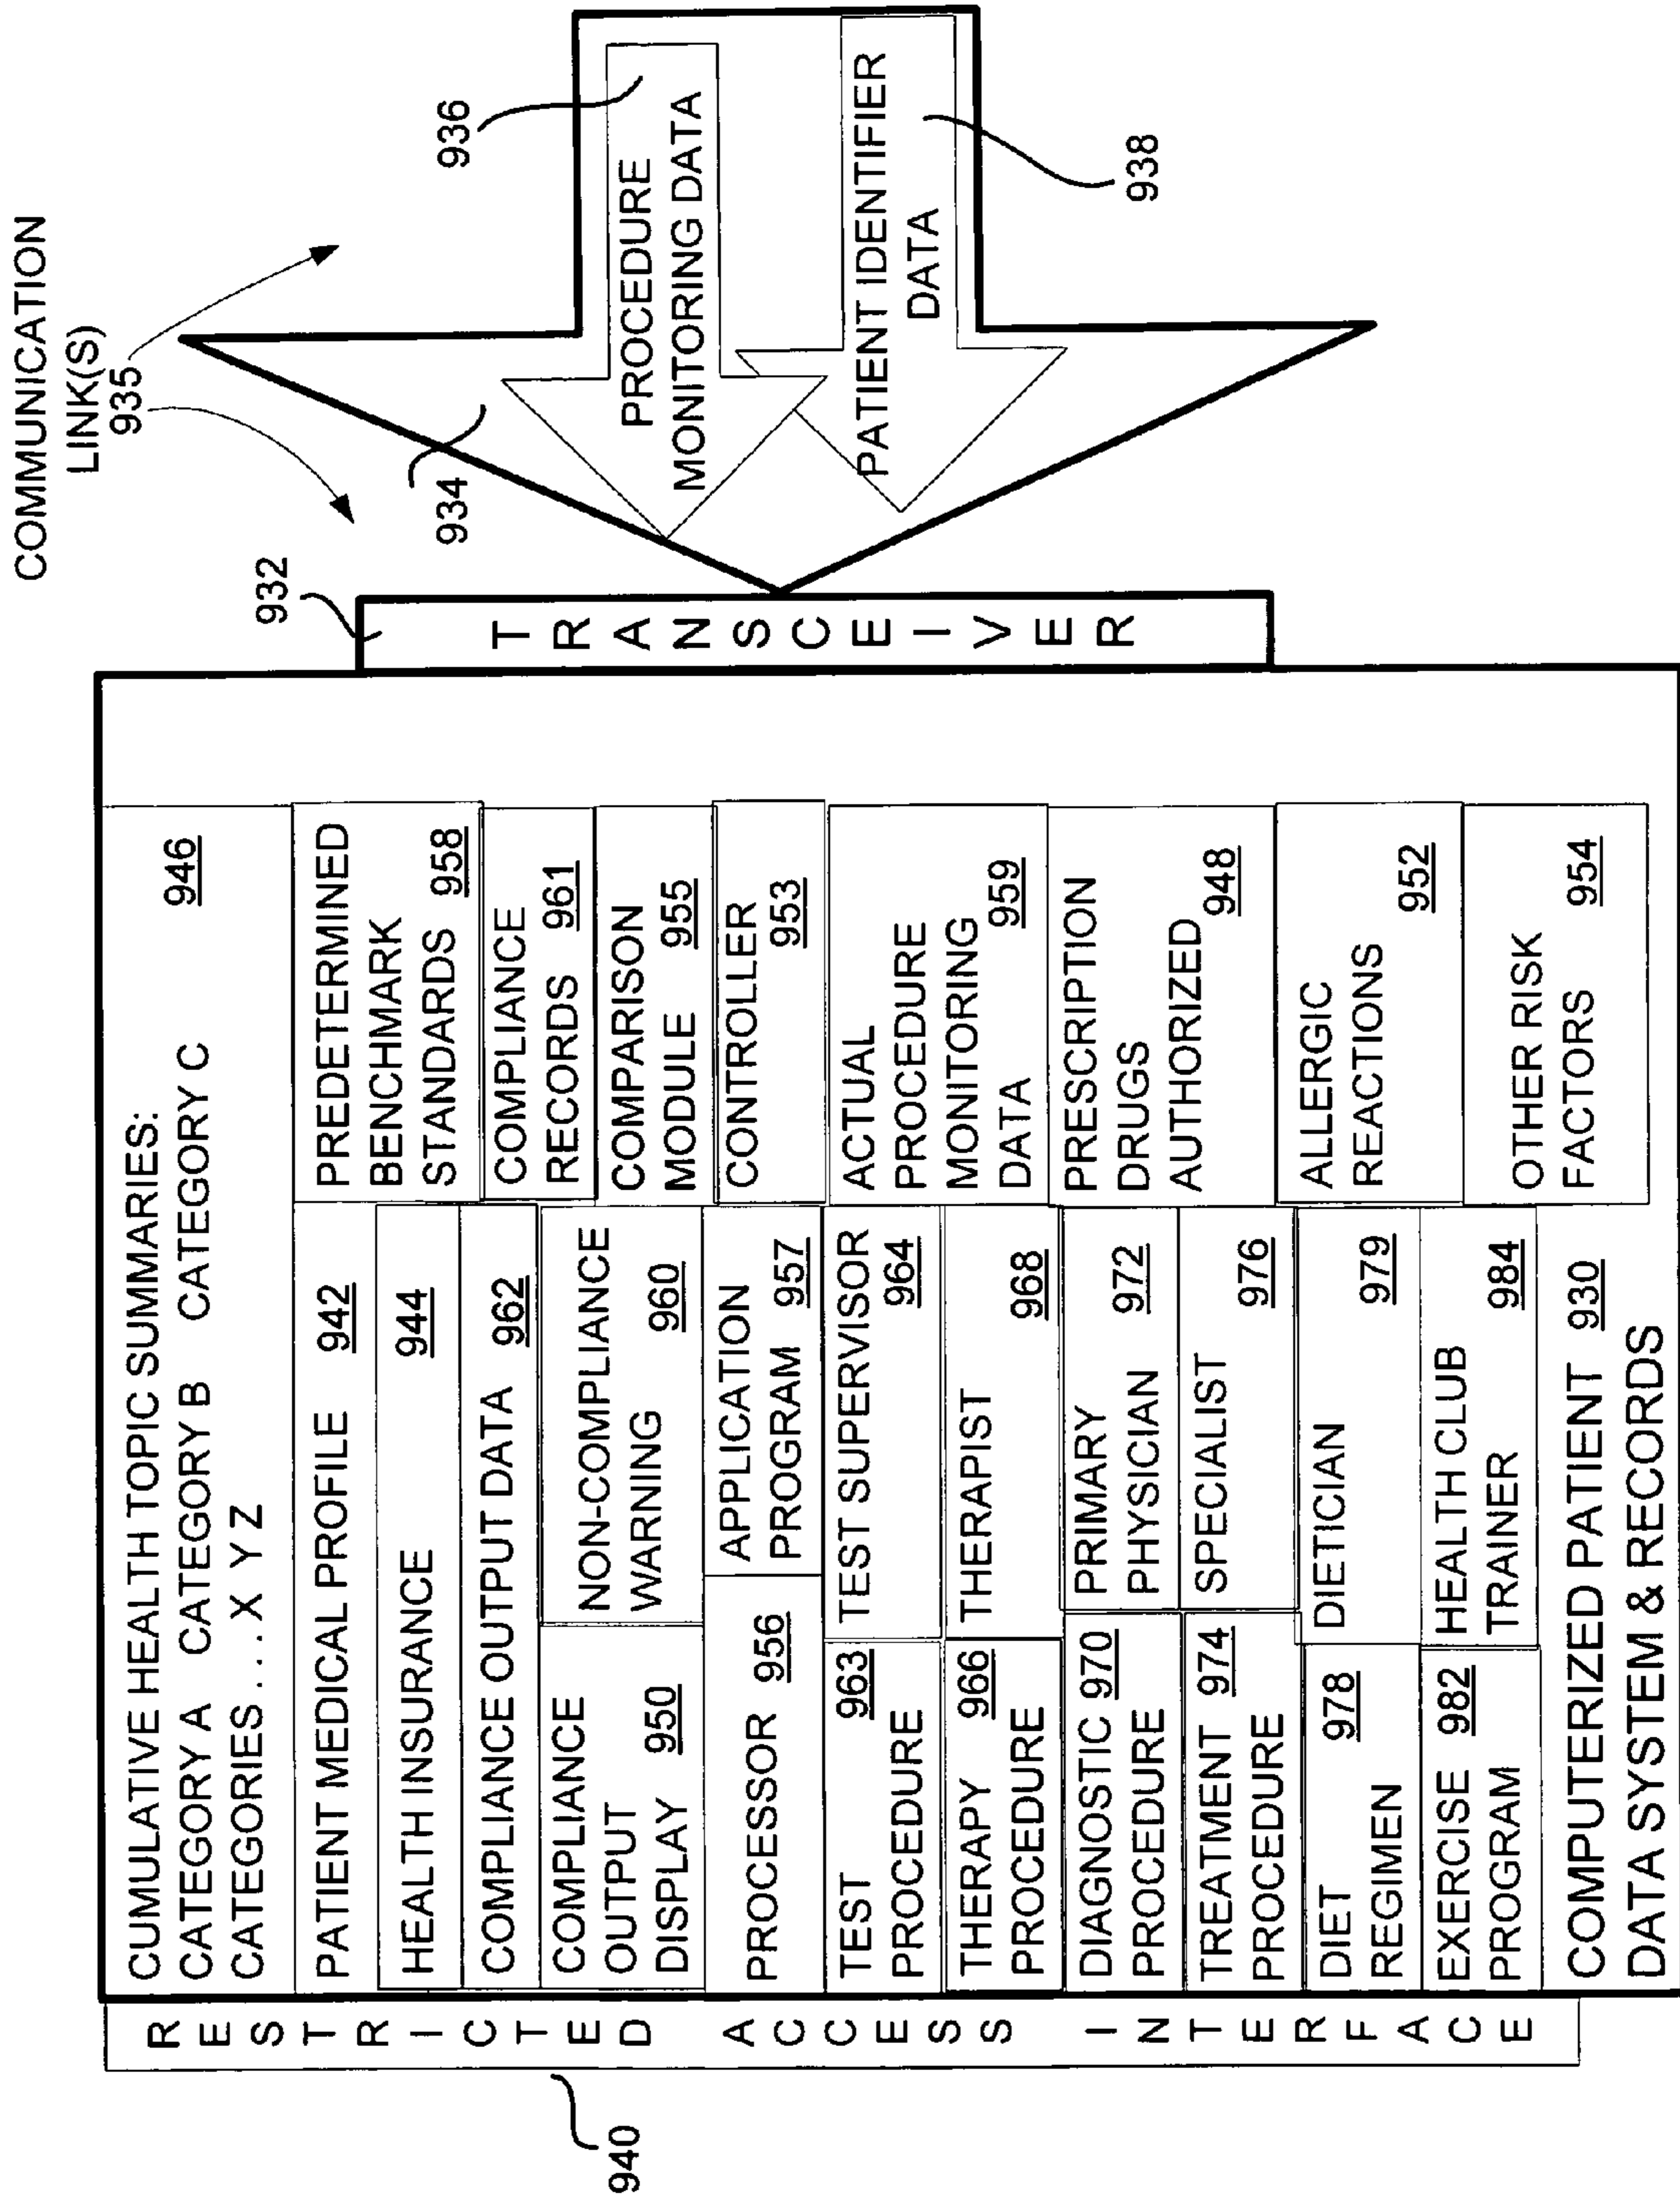 CUMULATIVE HEALTH TOPIC SUMMARIES:
CATEGORY A CATEGORY B CATEGORY C 946
CATEGORIES . . . X Y Z
PATIENT MEDICAL PROFILE 942
HEALTH INSURANCE 944
COMPLIANCE OUTPUT DATA 962
COMPLIANCE
OUTPUT
DISPLAY 950
NON-COMPLIANCE
WARNING 960
PROCESSOR 956
APPLICATION
PROGRAM 957
TEST 963
PROCEDURE
TEST SUPERVISOR
964
THERAPY 966
PROCEDURE
THERAPIST
968
DIAGNOSTIC 970
PROCEDURE
PRIMARY
PHYSICIAN 972
TREATMENT 974
PROCEDURE
SPECIALIST
976
DIET 978
REGIMEN
DIETICIAN
979
EXERCISE 982
PROGRAM
HEALTH CLUB
TRAINER 984
PREDETERMINED
BENCHMARK
STANDARDS 958
COMPLIANCE
RECORDS 961
COMPARISON
MODULE 955
CONTROLLER
953
ACTUAL
PROCEDURE
MONITORING
DATA 959
PRESCRIPTION
DRUGS
AUTHORIZED 948
ALLERGIC
REACTIONS 952
OTHER RISK
FACTORS 954
COMPUTERIZED PATIENT 930
DATA SYSTEM & RECORDS
RESTRICTED ACCESS INTERFACE
940
TRANSCEIVER
932
COMMUNICATION
LINK(S)
935
934
PROCEDURE
MONITORING DATA
936
PATIENT IDENTIFIER
DATA
938